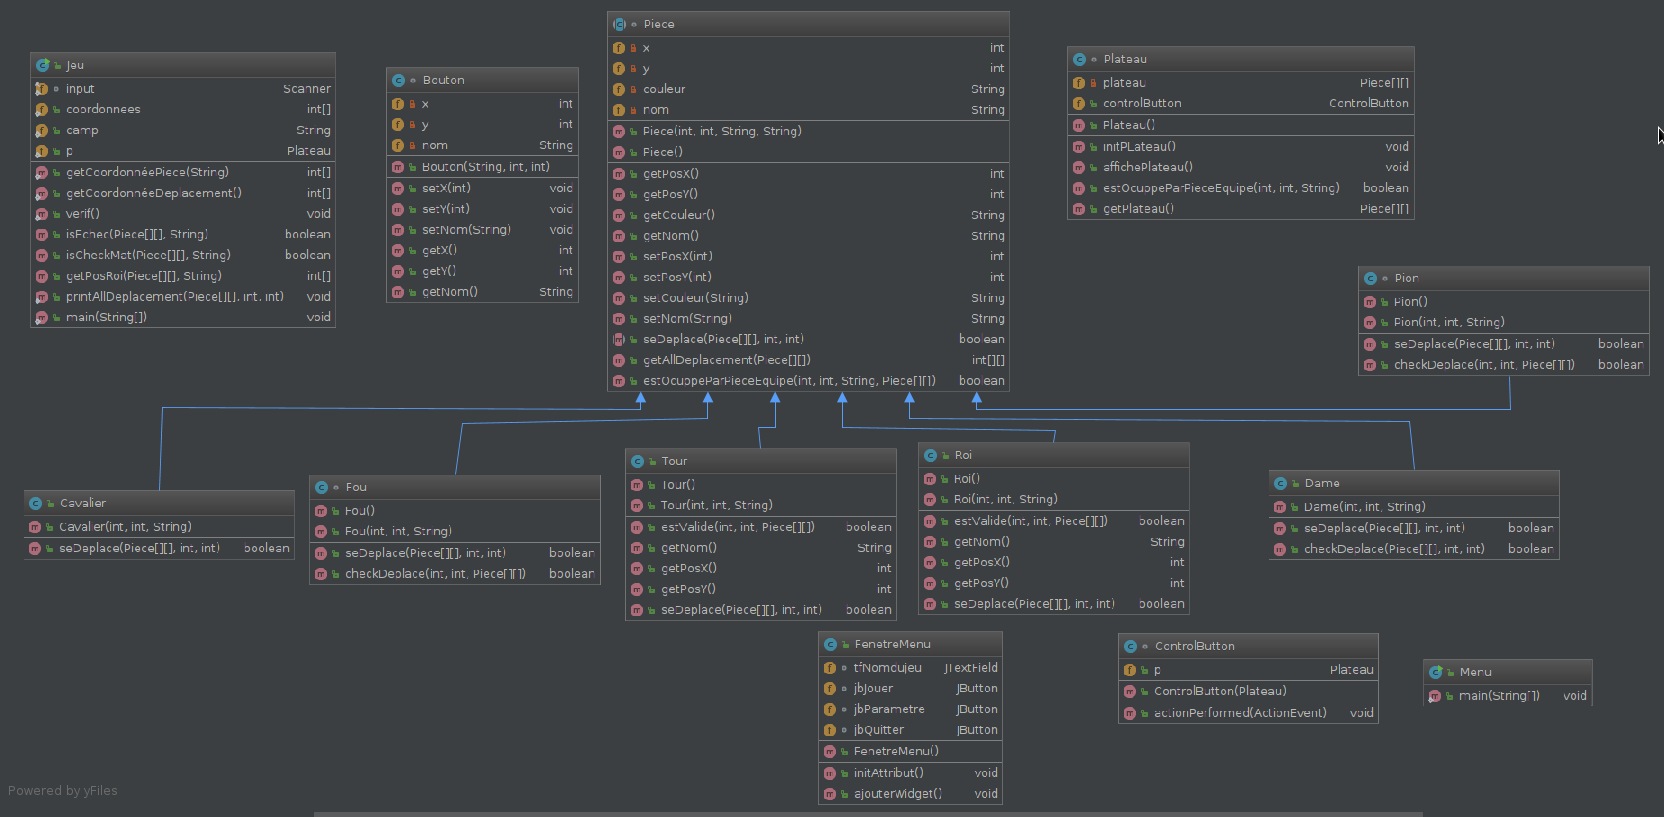 Jeu
input Scanner
coordonnees int[]
camp String
p Plateau
getCoordonnéePiece(String) int[]
getCoordonnéeDeplacement() int[]
verif() void
isEchec(Piece[][], String) boolean
isCheckMat(Piece[][], String) boolean
getPosRoi(Piece[][], String) int[]
printAllDeplacement(Piece[][], int, int) void
main(String[]) void
Bouton
x int
y int
nom String
Bouton(String, int, int)
setX(int) void
setY(int) void
setNom(String) void
getX() int
getY() int
getNom() String
Piece
x int
y int
couleur String
nom String
Piece(int, int, String, String)
Piece()
getPosX() int
getPosY() int
getCouleur() String
getNom() String
setPosX(int) int
setPosY(int) int
setCouleur(String) String
setNom(String) String
seDeplace(Piece[][], int, int) boolean
getAllDeplacement(Piece[][]) int[][]
estOcuppeParPieceEquipe(int, int, String, Piece[][]) boolean
Plateau
plateau Piece[][]
controlButton ControlButton
Plateau()
initPLateau() void
affichePlateau() void
estOcuppeParPieceEquipe(int, int, String) boolean
getPlateau() Piece[][]
Pion
Pion()
Pion(int, int, String)
seDeplace(Piece[][], int, int) boolean
checkDeplace(int, int, Piece[][]) boolean
Cavalier
Cavalier(int, int, String)
seDeplace(Piece[][], int, int) boolean
Fou
Fou()
Fou(int, int, String)
seDeplace(Piece[][], int, int) boolean
checkDeplace(int, int, Piece[][]) boolean
Tour
Tour()
Tour(int, int, String)
estValide(int, int, Piece[][]) boolean
getNom() String
getPosX() int
getPosY() int
seDeplace(Piece[][], int, int) boolean
Roi
Roi()
Roi(int, int, String)
estValide(int, int, Piece[][]) boolean
getNom() String
getPosX() int
getPosY() int
seDeplace(Piece[][], int, int) boolean
Dame
Dame(int, int, String)
seDeplace(Piece[][], int, int) boolean
checkDeplace(Piece[][], int, int) boolean
FenetreMenu
tfNomdujeu JTextField
jbJouer JButton
jbParametre JButton
jbQuitter JButton
FenetreMenu()
initAttribut() void
ajouterWidget() void
ControlButton
p Plateau
ControlButton(Plateau)
actionPerformed(ActionEvent) void
Menu
main(String[]) void
Powered by yFiles